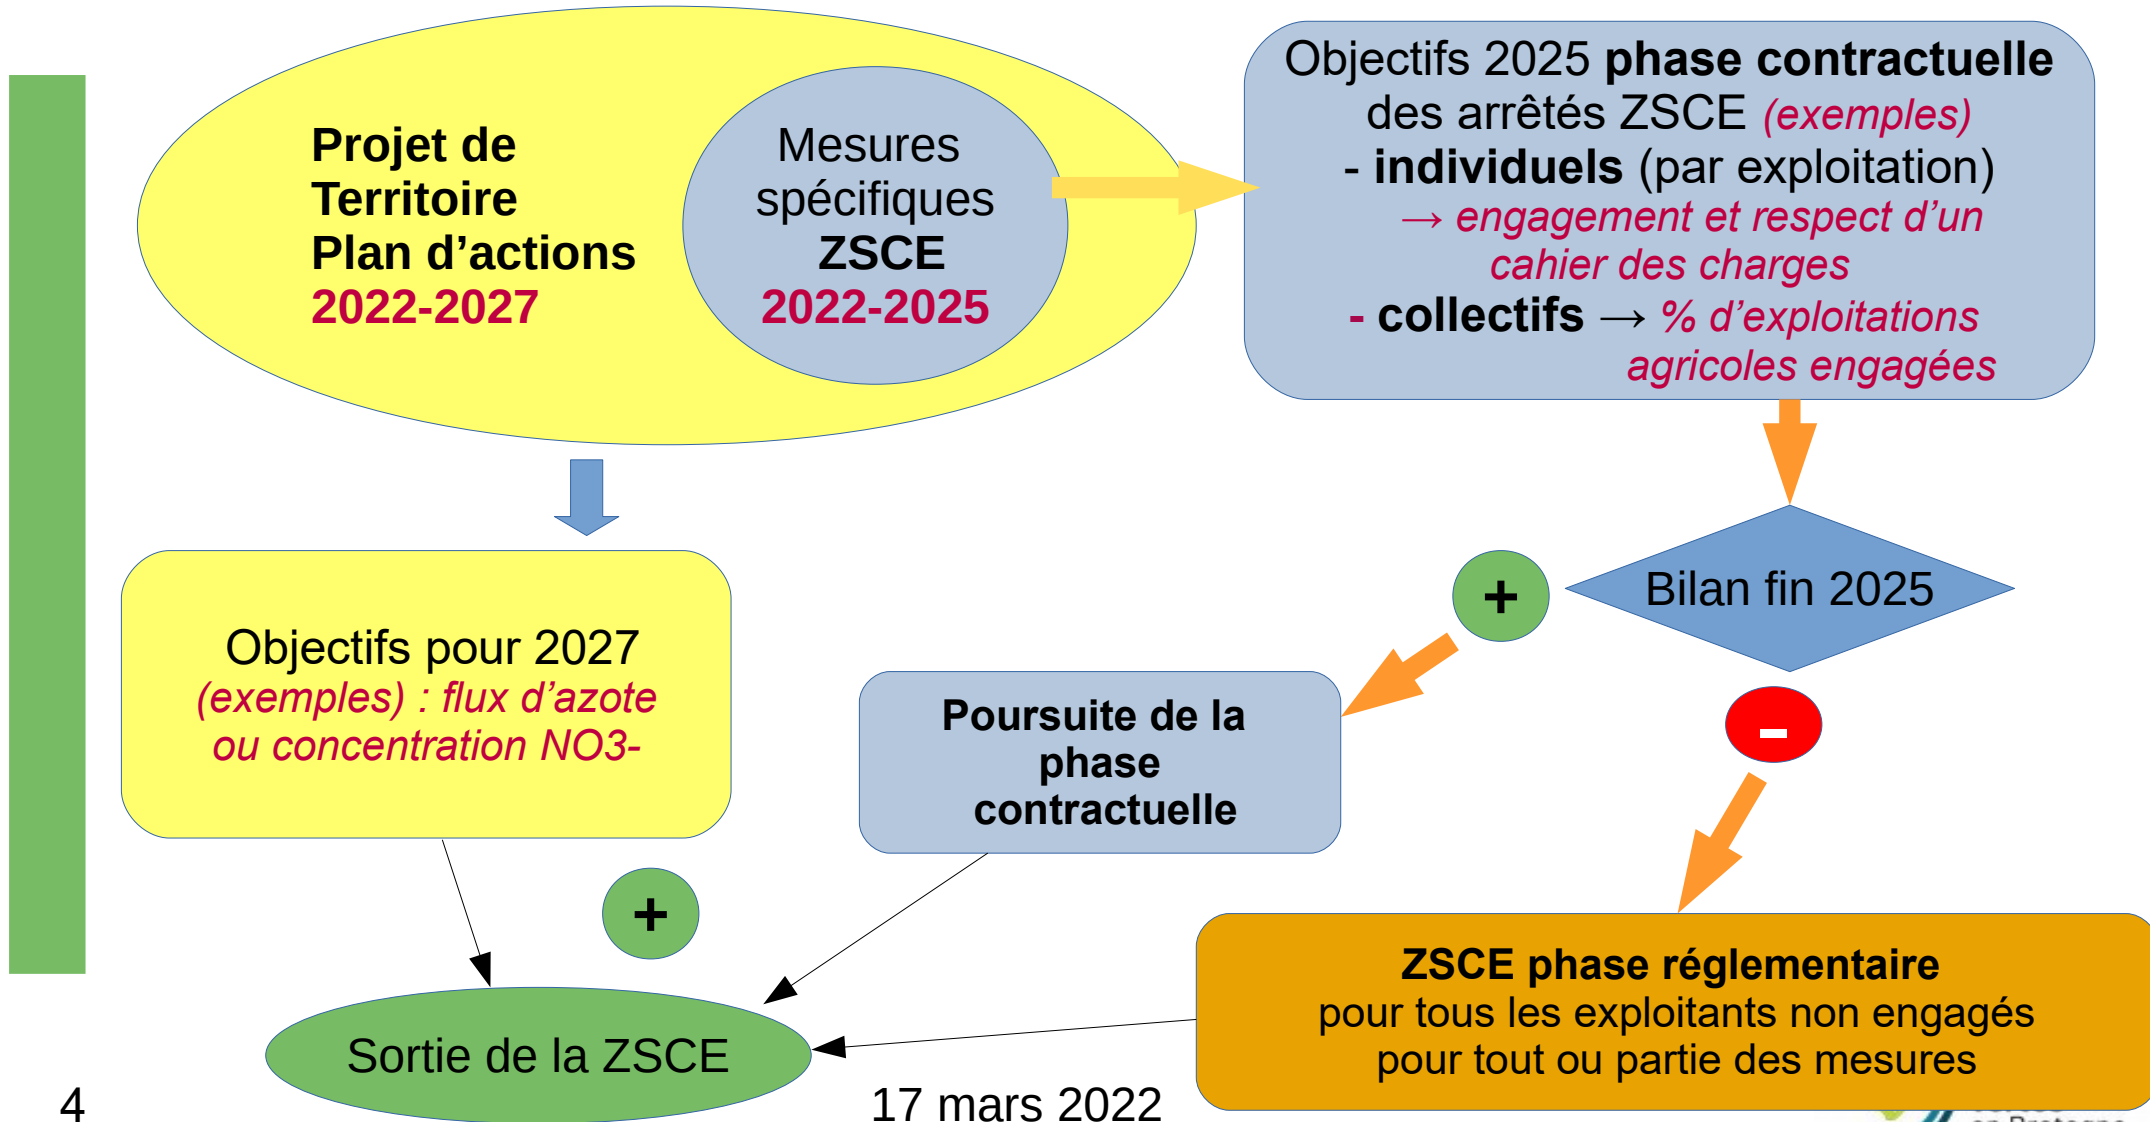 Projet de
Territoire
Plan d'actions
2022-2027
Mesures
spécifiques
ZSCE
2022-2025
Objectifs 2025 phase contractuelle
des arrêtés ZSCE (exemples)
- individuels (par exploitation)
→ engagement et respect d'un
cahier des charges
- collectifs → % d'exploitations
agricoles engagées
Bilan fin 2025
+
-
Objectifs pour 2027
(exemples) : flux d'azote
ou concentration NO3-
Poursuite de la
phase
contractuelle
+
ZSCE phase réglementaire
pour tous les exploitants non engagés
pour tout ou partie des mesures
Sortie de la ZSCE
4
17 mars 2022